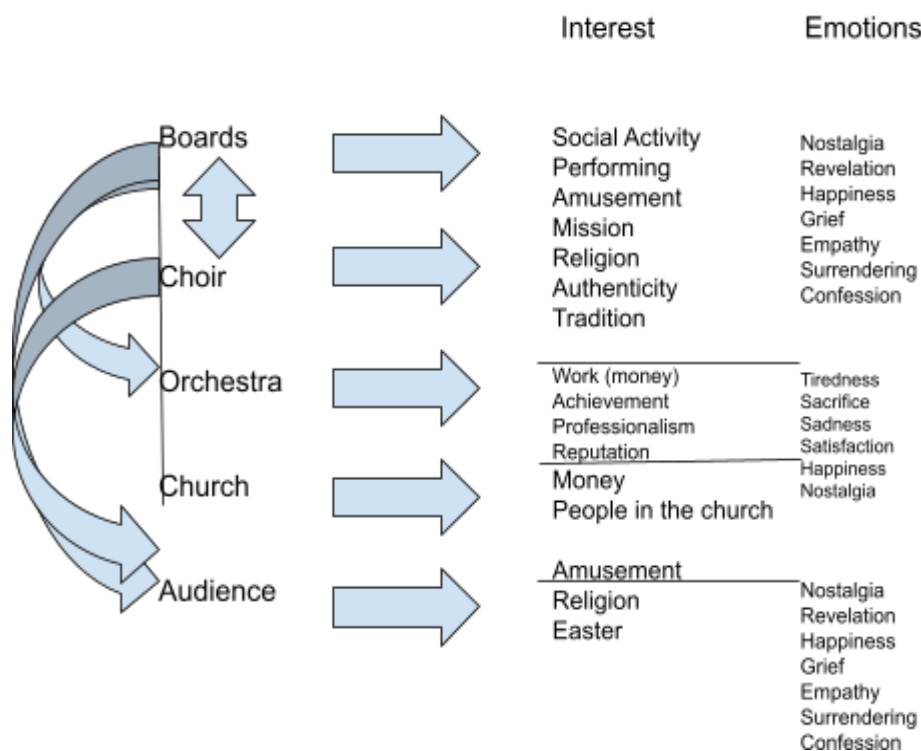 Interest
Emotions
Boards
Choir
Orchestra
Church
Audience
Social Activity
Performing
Amusement
Mission
Religion
Authenticity
Tradition
Nostalgia
Revelation
Happiness
Grief
Empathy
Surrendering
Confession
Work (money)
Achievement
Professionalism
Reputation
Tiredness
Sacrifice
Sadness
Satisfaction
Happiness
Nostalgia
Money
People in the church
Amusement
Religion
Easter
Nostalgia
Revelation
Happiness
Grief
Empathy
Surrendering
Confession